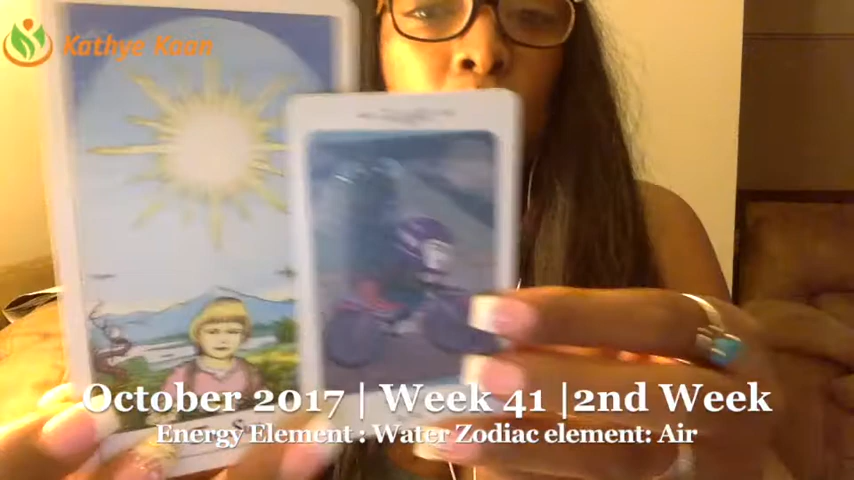 Kathye Kaan
October 2017 | Week 41 |2nd Week
Energy Element : Water Zodiac element: Air